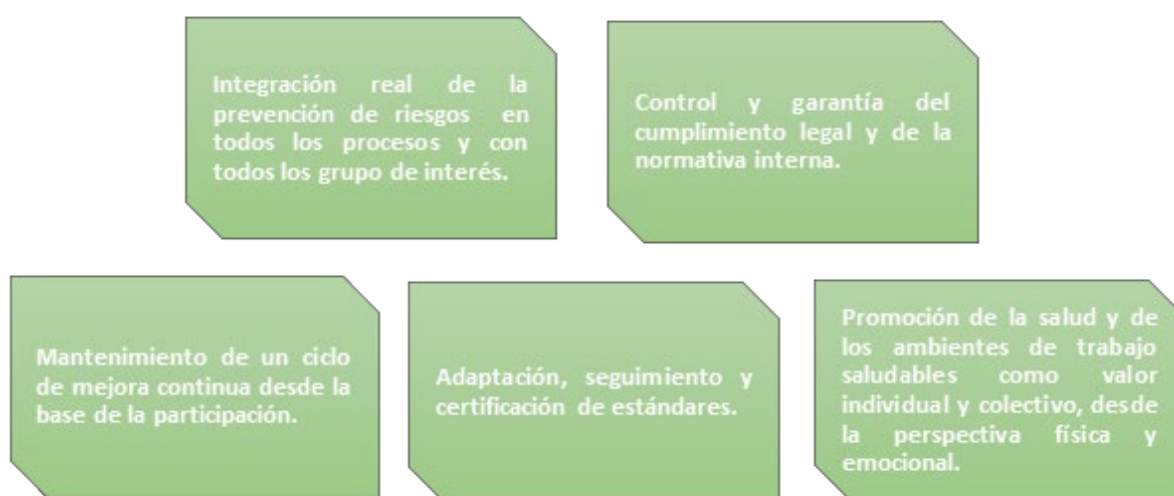 Integración real de la
prevención de riesgos en
todos los procesos y con
todos los grupo de interés.
Control y garantía del
cumplimiento legal y de la
normativa interna.
Mantenimiento de un ciclo
de mejora continua desde la
base de la participación.
Adaptación, seguimiento y
certificación de estándares.
Promoción de la salud y de
los ambientes de trabajo
saludables como valor
individual y colectivo, desde
la perspectiva física y
emocional.